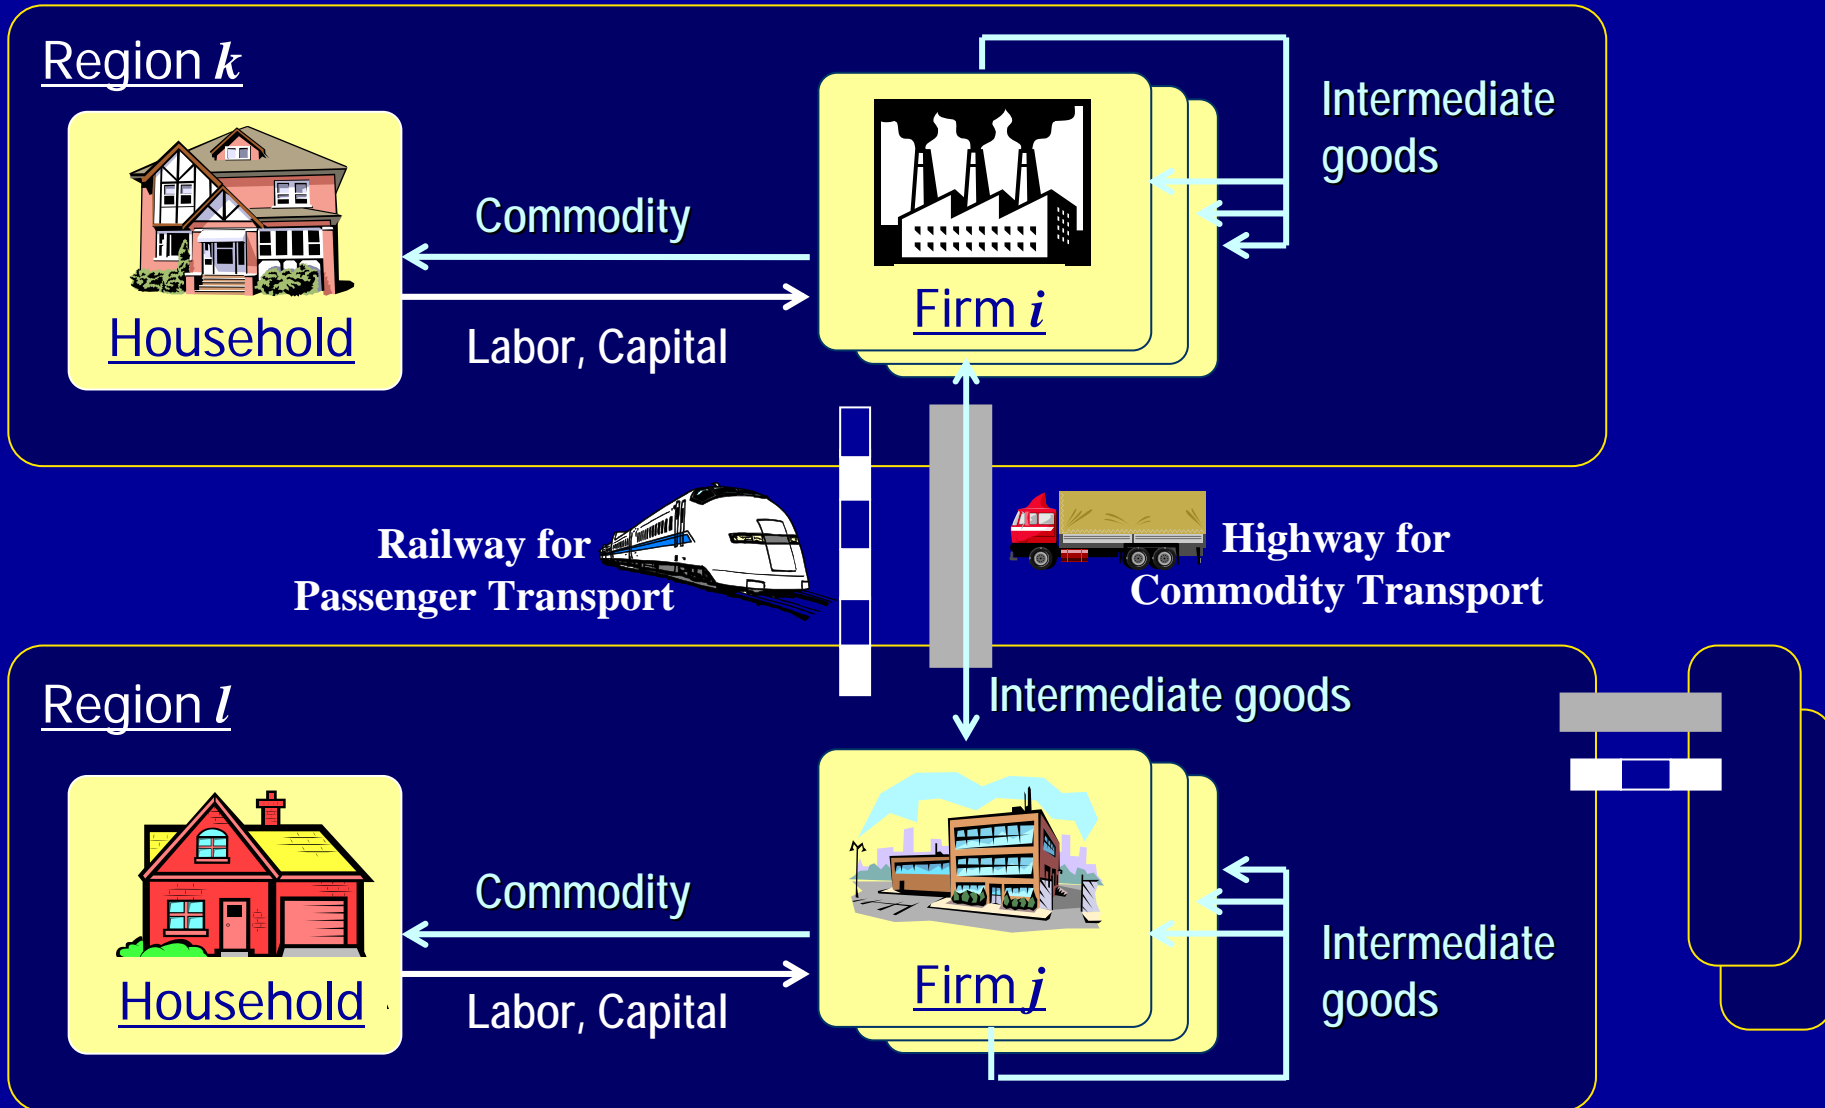 Region k
Intermediate
goods
Commodity
Firm i
Household
Labor, Capital
Railway for
Passenger Transport
Highway for
Commodity Transport
Region l
Intermediate goods
Commodity
Intermediate
goods
Household
Labor, Capital
Firm j